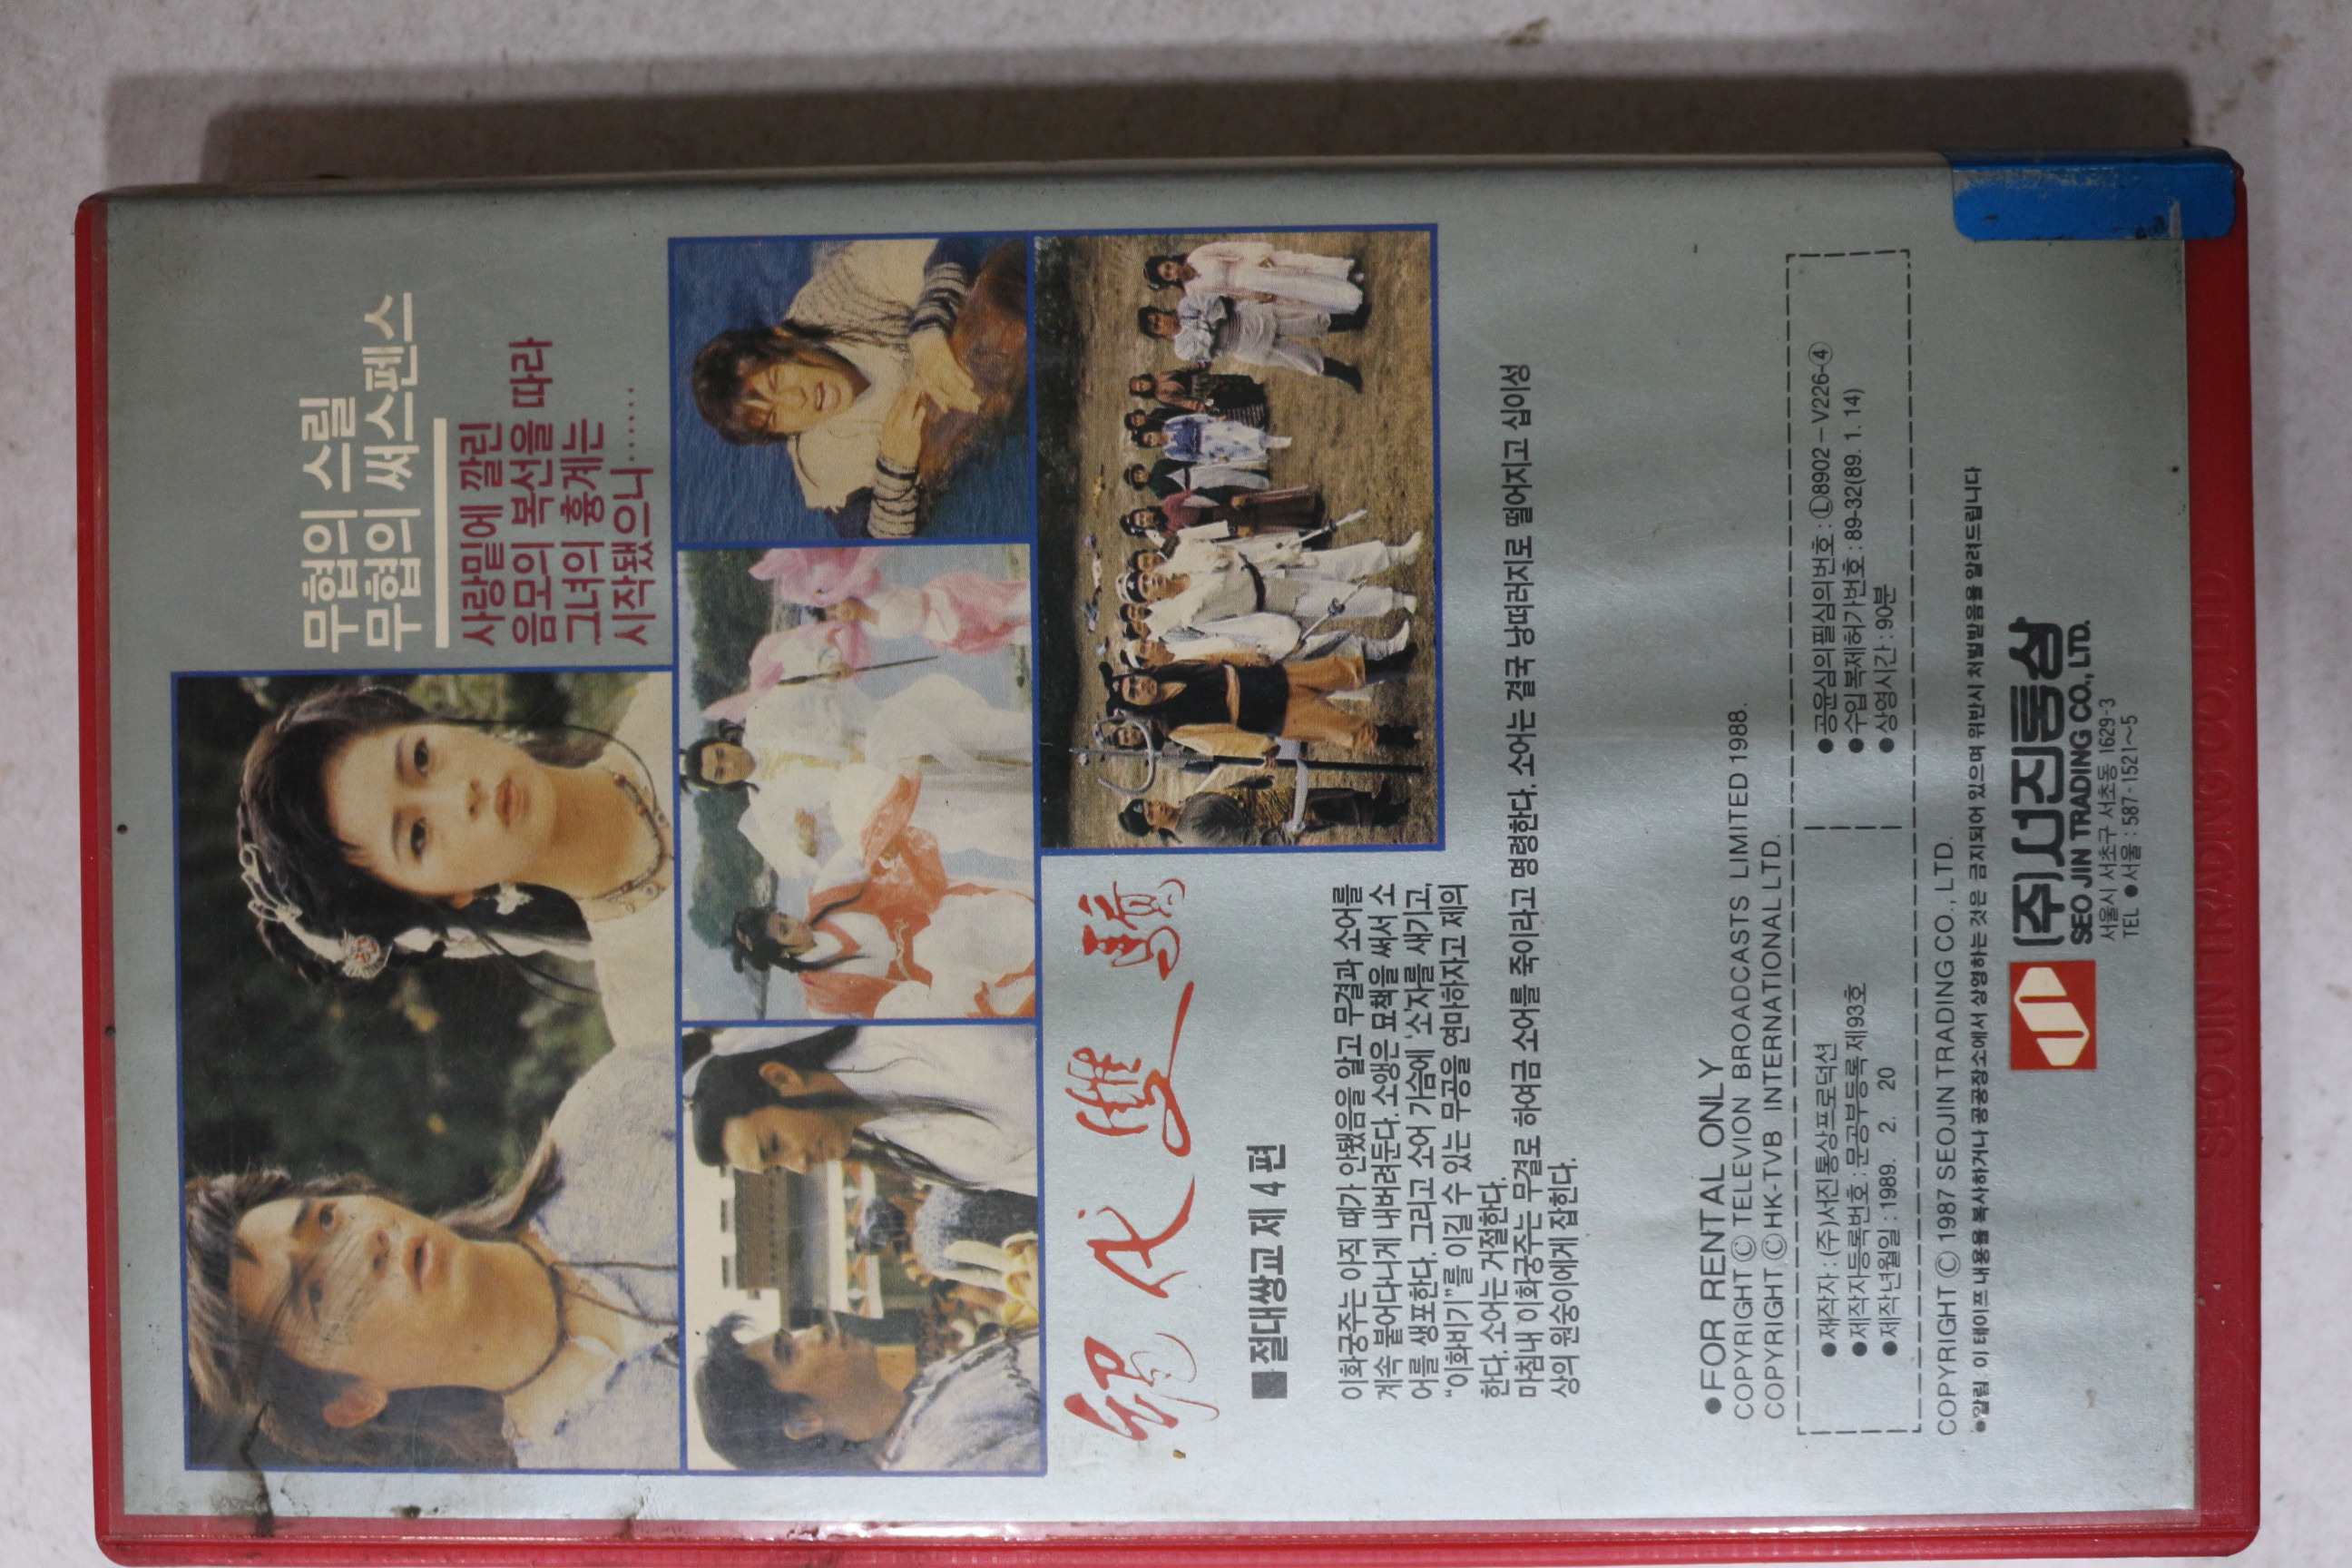 무협의 스릴
무협의 써스펜스
사랑밑에 깔린
음모의 복선을 따라
그녀의 흉계는
시작됐으니……
絕代雙驕
■절대쌍교 제 4 편
이화궁주는 아직 때가 안됐음을 알고 무결과 소어를
계속 붙어다니게 내버려둔다. 소앵은 묘책을 써서 소
어를 생포한다. 그리고 소어 가슴에 '소'자를 새기고,
“이화비기”를 이길 수 있는 무공을 연마하자고 제의
한다. 소어는 거절한다.
마침내 이화궁주는 무결로 하여금 소어를 죽이라고 명령한다. 소어는 결국 낭떠러지로 떨어지고 십이성
상의 원숭이에게 잡힌다.
●FOR RENTAL ONLY
COPYRIGHT Ⓒ TELEVION BROADCASTS LIMITED 1988.
COPYRIGHT Ⓒ HK-TVB INTERNATIONAL LTD.
●제작자 : (주)서진통상프로덕션
●제작자등록번호 : 문공부등록 제93호
●제작년월일 : 1989. 2. 20
●공윤심의필심의번호 : Ⓛ8902 – V226-④
●수입복제허가번호 : 89-32(89. 1. 14)
●상영시간 : 90분
COPYRIGHT Ⓒ 1987 SEOJIN TRADING CO., LTD.
●알림 이 테이프 내용을 복사하거나 공공장소에서 상영하는 것은 금지되어 있으며 위반시 처벌받음을 알려드립니다
(주)서진통상
SEO JIN TRADING CO., LTD.
서울시 서초구 서초동 1629-3
TEL ●서울 : 587-1521~5
SEO JIN TRADING CO., LTD.